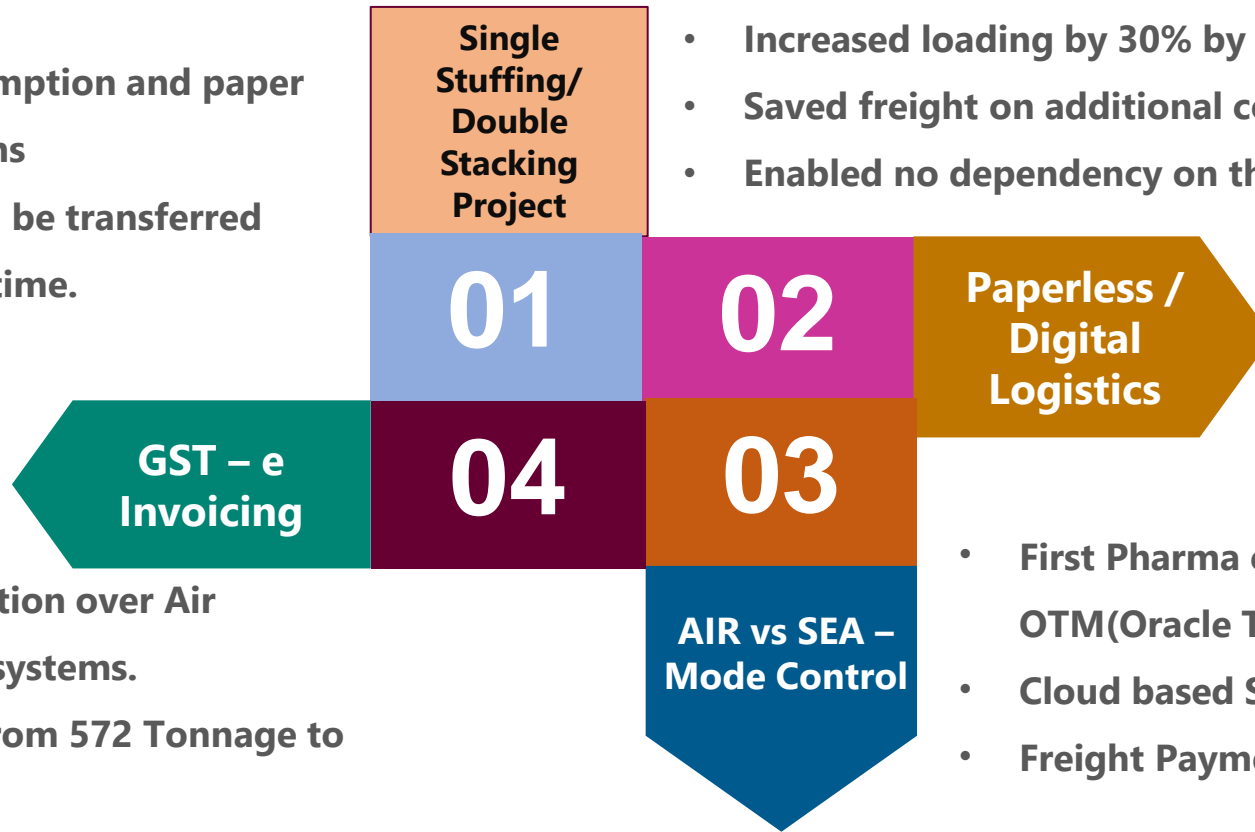 mption and paper
ns
be transferred
time.
Single
Stuffing/
Double
Stacking
Project
• Increased loading by 30% by
• Saved freight on additional co
• Enabled no dependency on th
01
02
Paperless /
Digital
Logistics
GST – e
Invoicing
04
03
tion over Air
systems.
rom 572 Tonnage to
AIR vs SEA –
Mode Control
• First Pharma
OTM(Oracle T
• Cloud based S
• Freight Payme